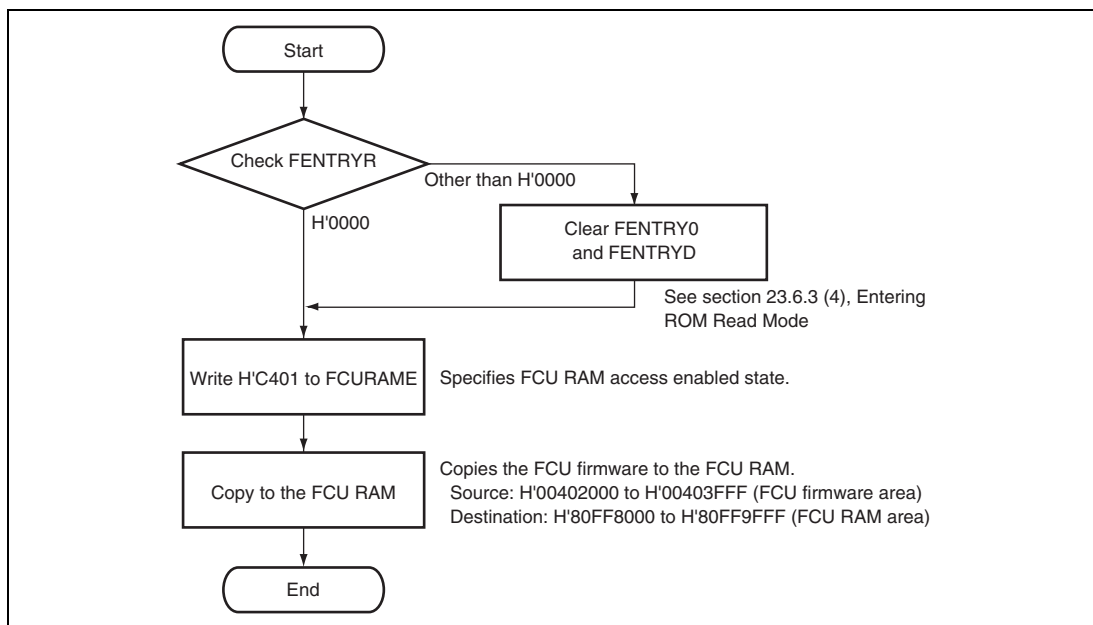 Start
Check FENTRYR
Other than H'0000
H'0000
Clear FENTRY0
and FENTRYD
See section 23.6.3 (4), Entering
ROM Read Mode
Write H'C401 to FCURAME
Specifies FCU RAM access enabled state.
Copy to the FCU RAM
Copies the FCU firmware to the FCU RAM.
Source: H'00402000 to H'00403FFF (FCU firmware area)
Destination: H'80FF8000 to H'80FF9FFF (FCU RAM area)
End